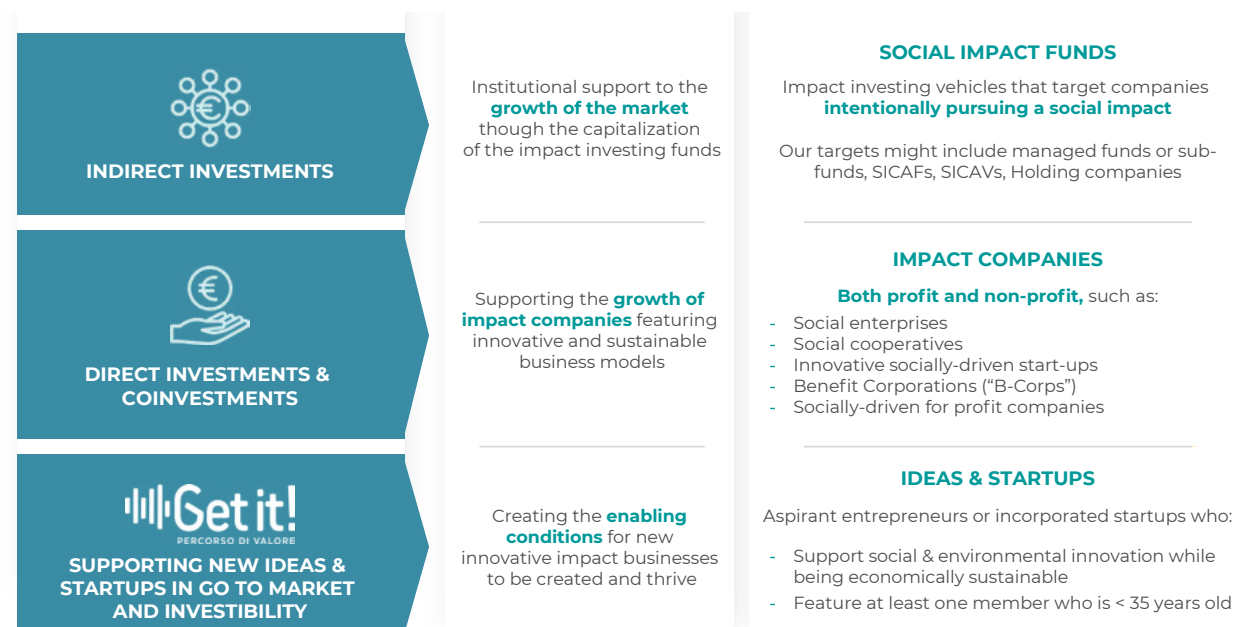 INDIRECT INVESTMENTS
Institutional support to the
growth of the market
though the capitalization
of the impact investing funds
SOCIAL IMPACT FUNDS
Impact investing vehicles that target companies
intentionally pursuing a social impact
Our targets might include managed funds or sub-
funds, SICAFs, SICAVs, Holding companies
DIRECT INVESTMENTS &
COINVESTMENTS
Supporting the growth of
impact companies featuring
innovative and sustainable
business models
IMPACT COMPANIES
Both profit and non-profit, such as:
- Social enterprises
- Social cooperatives
- Innovative socially-driven start-ups
- Benefit Corporations (“B-Corps”)
- Socially-driven for profit companies
Get it!
PERCORSO DI VALORE
SUPPORTING NEW IDEAS &
STARTUPS IN GO TO MARKET
AND INVESTIBILITY
Creating the enabling
conditions for new
innovative impact businesses
to be created and thrive
IDEAS & STARTUPS
Aspirant entrepreneurs or incorporated startups who:
- Support social & environmental innovation while
being economically sustainable
- Feature at least one member who is < 35 years old